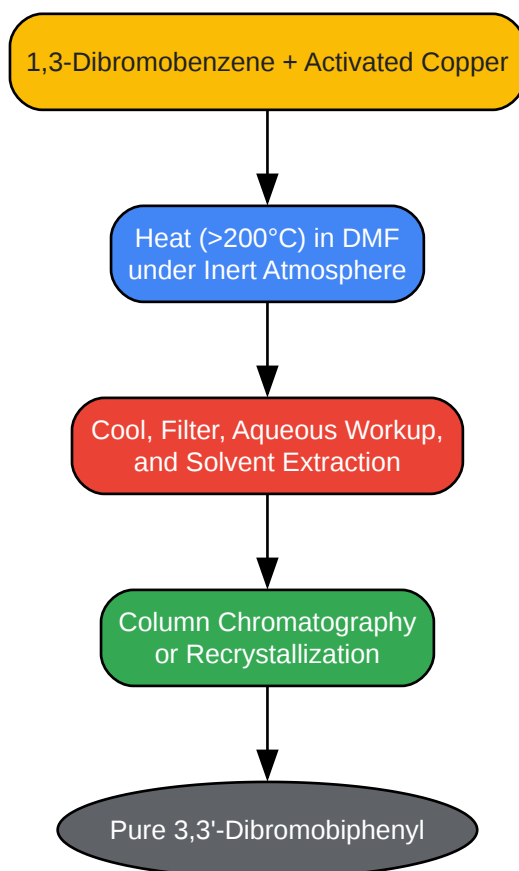 1,3-Dibromobenzene + Activated Copper
Heat (>200°C) in DMF
under Inert Atmosphere
Cool, Filter, Aqueous Workup,
and Solvent Extraction
Column Chromatography
or Recrystallization
Pure 3,3'-Dibromobiphenyl